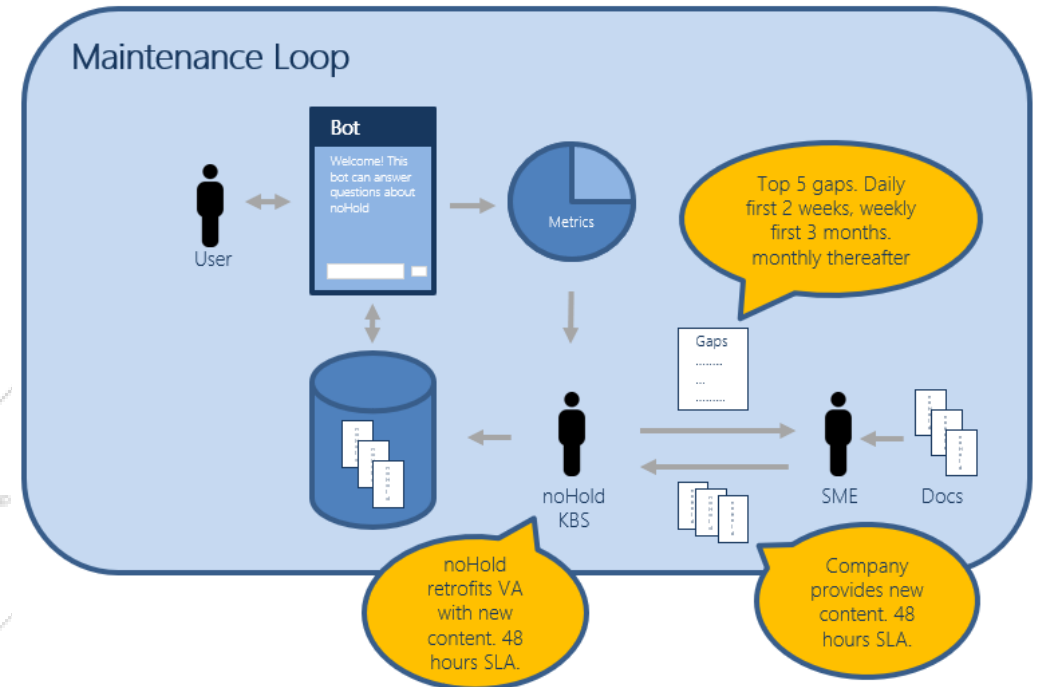 Maintenance Loop
Bot
Welcome! This
bot can answer
questions about
noHold
User
Metrics
Top 5 gaps. Daily
first 2 weeks, weekly
first 3 months.
monthly thereafter
Gaps
........
...
.........
noHold
KBS
SME
Docs
noHold
retrofits VA
with new
content. 48
hours SLA.
Company
provides new
content. 48
hours SLA.